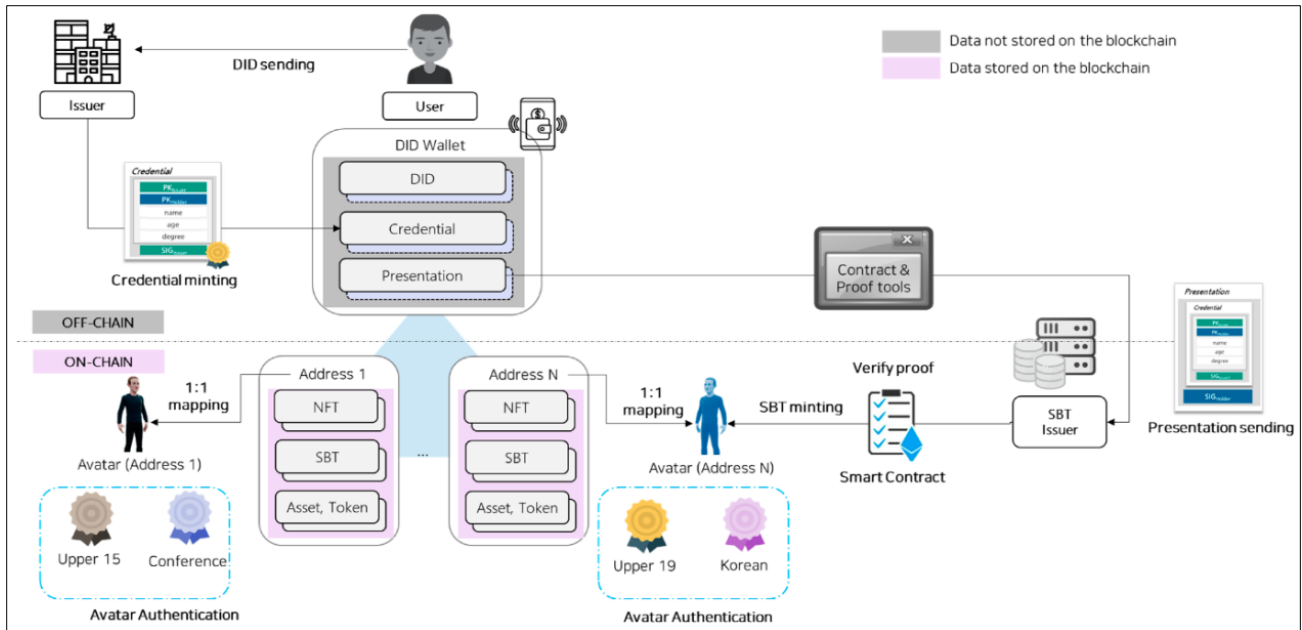 Data not stored on the blockchain
Data stored on the blockchain
DID sending
Issuer
User
DID Wallet
DID
Credential
Presentation
Credential
PK
PK
name
age
degree
SIG
Credential minting
Contract &
Proof tools
Presentation
Credential
name
age
degree
SIG
Presentation sending
OFF-CHAIN
ON-CHAIN
1:1
mapping
Avatar (Address 1)
Address 1
NFT
SBT
Asset, Token
...
Address N
NFT
SBT
Asset, Token
1:1
mapping
Avatar (Address N)
SBT minting
Verify proof
Smart Contract
SBT
Issuer
Upper 15
Conference
Avatar Authentication
Upper 19
Korean
Avatar Authentication